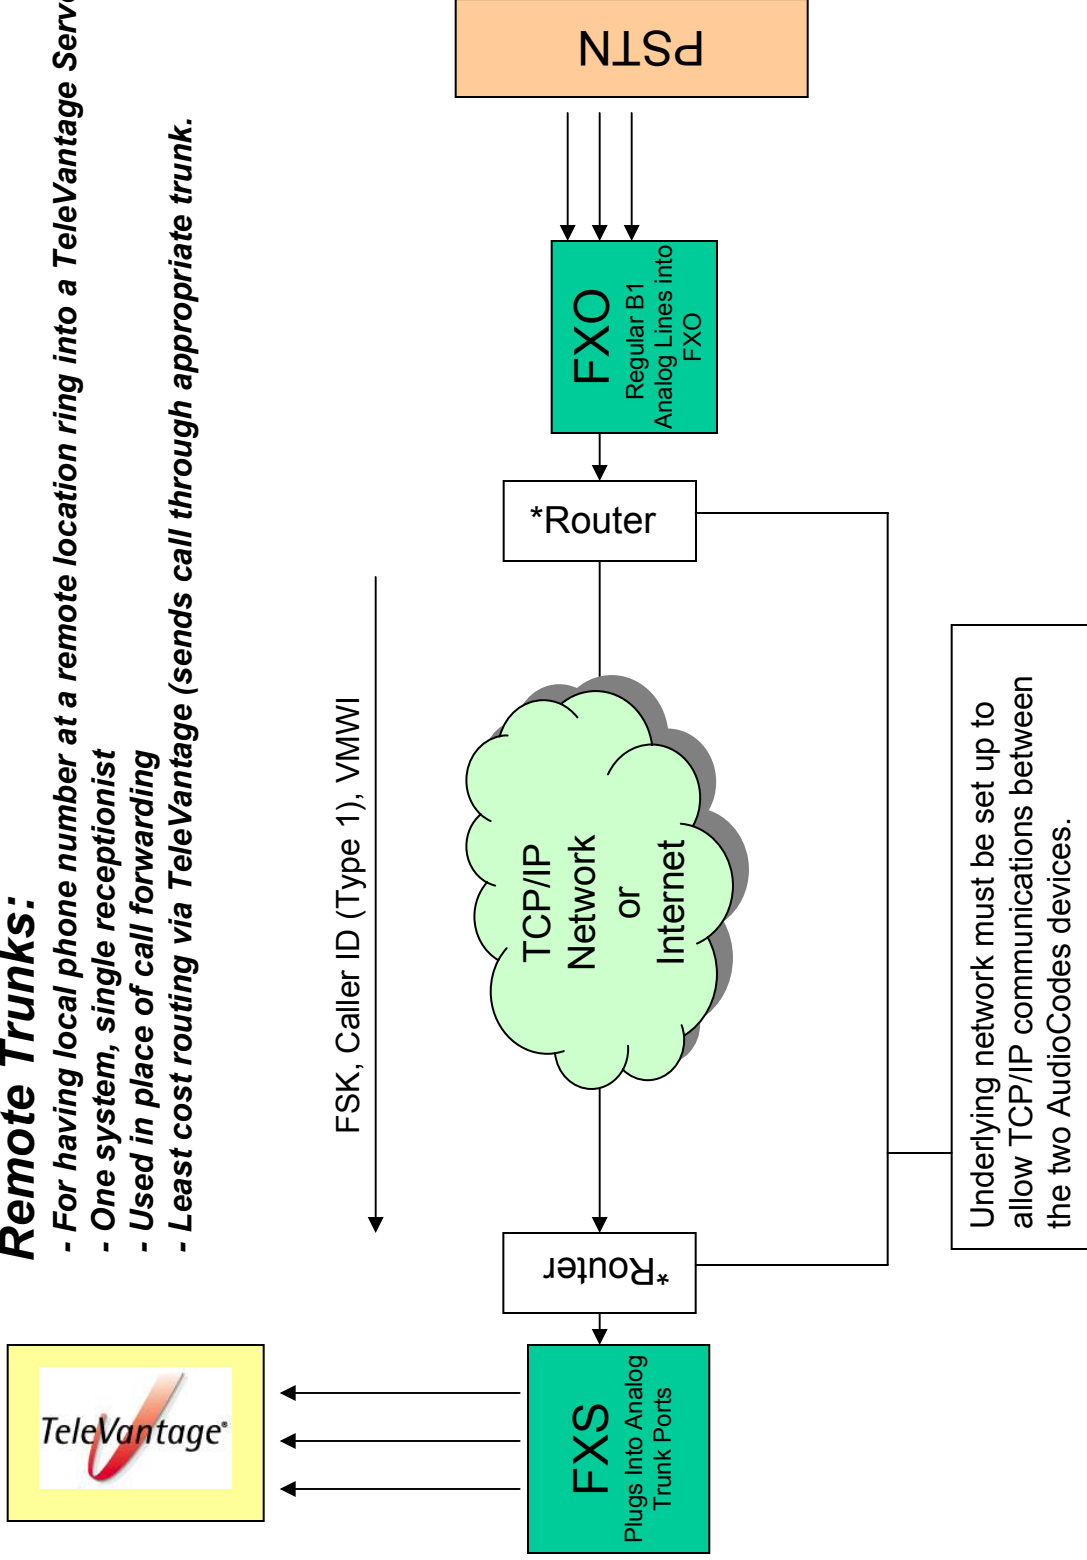 Remote Trunks:
- For having local phone number at a remote location ring into a TeleVantage Serve
- One system, single receptionist
- Used in place of call forwarding
- Least cost routing via TeleVantage (sends call through appropriate trunk.
TeleVantage®
FSK, Caller ID (Type 1), VMWI
PSTN
FXS
Plugs Into Analog
Trunk Ports
*Router
TCP/IP
Network
or
Internet
*Router
FXO
Regular B1
Analog Lines into
FXO
Underlying network must be set up to
allow TCP/IP communications between
the two AudioCodes devices.